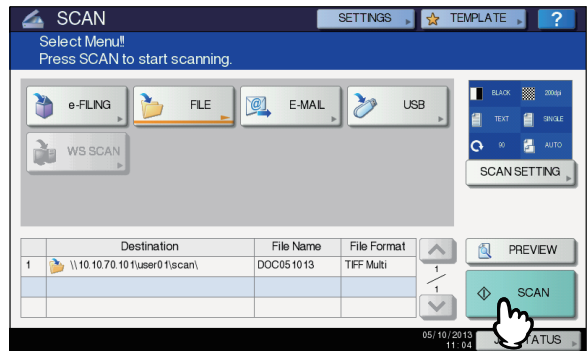 SCAN
SETTINGS
TEMPLATE
?
Select Menu!!
Press SCAN to start scanning.
e-FILING
FILE
E-MAIL
USB
WS SCAN
BLACK
200dpi
TEXT
SINGLE
90
AUTO
SCAN SETTING
Destination File Name File Format
1 \\10.10.70.101\user01\scan\ DOC051013 TIFF Multi
1
1
PREVIEW
SCAN
05/10/2013
11:04
TATUS